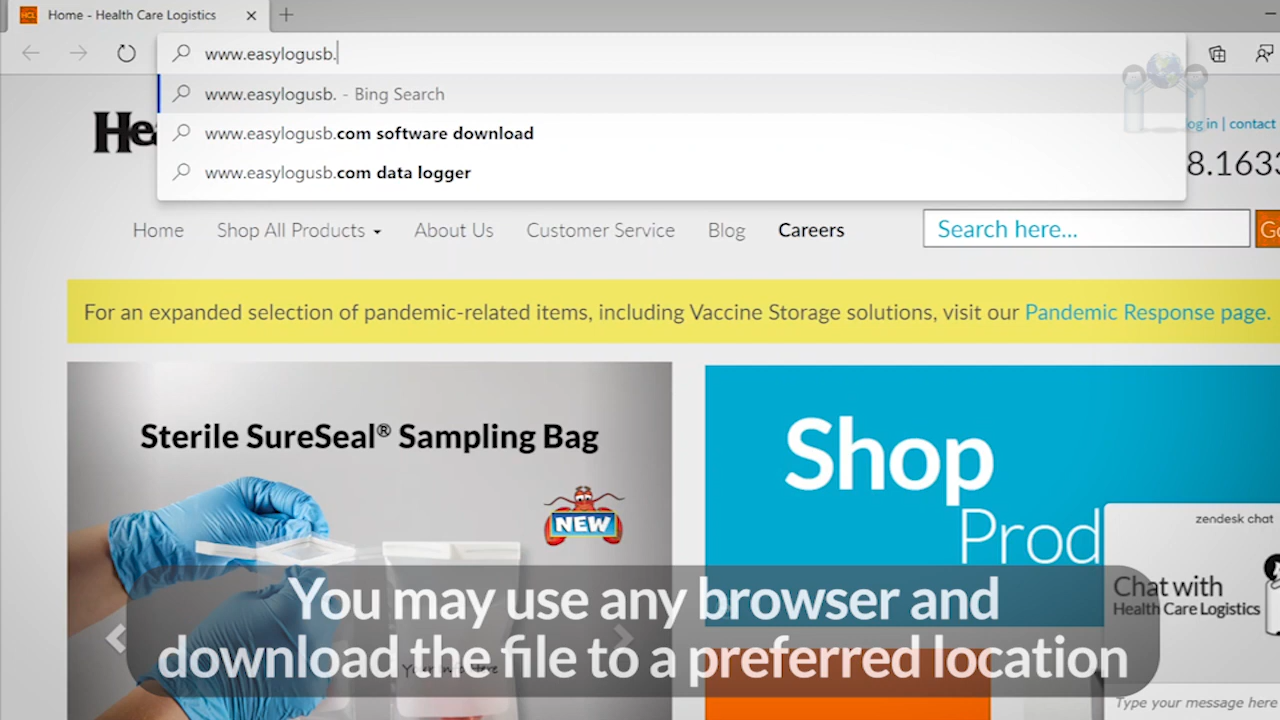 HCL
Home - Health Care Logistics
www.easylogusb.
www.easylogusb. - Bing Search
www.easylogusb.com software download
www.easylogusb.com data logger
Hea
og in | contact
8.1633
Home
Shop All Products
About Us
Customer Service
Blog
Careers
Search here...
Go
For an expanded selection of pandemic-related items, including Vaccine Storage solutions, visit our Pandemic Response page.
Sterile SureSeal® Sampling Bag
NEW
Shop
Prod
zendesk chat
Chat with
Health Care Logistics
Type your message here
You may use any browser and
download the file to a preferred location